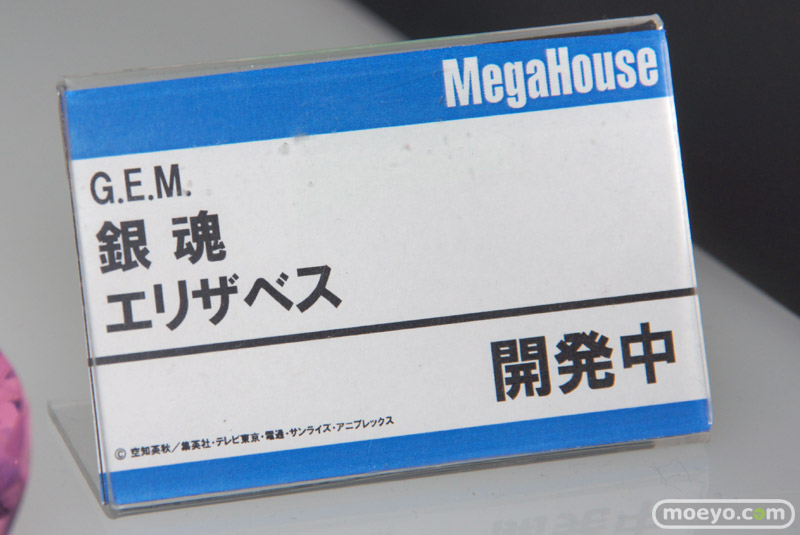 MegaHouse
G.E.M.
銀魂
エリザベス
開発中
© 空知英秋／集英社・テレビ東京・電通・サンライズ・アニプレックス
moeyo.com